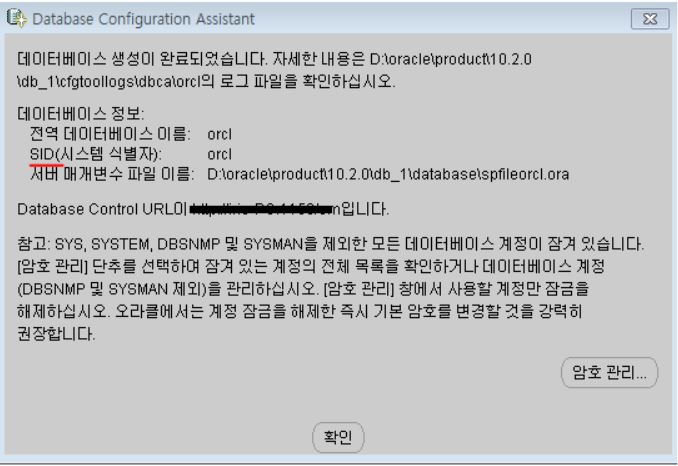 Database Configuration Assistant
데이터베이스 생성이 완료되었습니다. 자세한 내용은 D:\oracle\product\10.2.0
\db_1\cfgtoollogs\dbca\orcl의 로그 파일을 확인하십시오.
데이터베이스 정보:
전역 데이터베이스 이름: orcl
SID(시스템 식별자): orcl
서버 매개변수 파일 이름: D:\oracle\product\10.2.0\db_1\database\spfileorcl.ora
Database Control URL이 입니다.
참고: SYS, SYSTEM, DBSNMP 및 SYSMAN을 제외한 모든 데이터베이스 계정이 잠겨 있습니다.
[암호 관리] 단추를 선택하여 잠겨 있는 계정의 전체 목록을 확인하거나 데이터베이스 계정
(DBSNMP 및 SYSMAN 제외)을 관리하십시오. [암호 관리] 창에서 사용할 계정만 잠금을
해제하십시오. 오라클에서는 계정 잠금을 해제한 즉시 기본 암호를 변경할 것을 강력히
권장합니다.
암호 관리...
확인